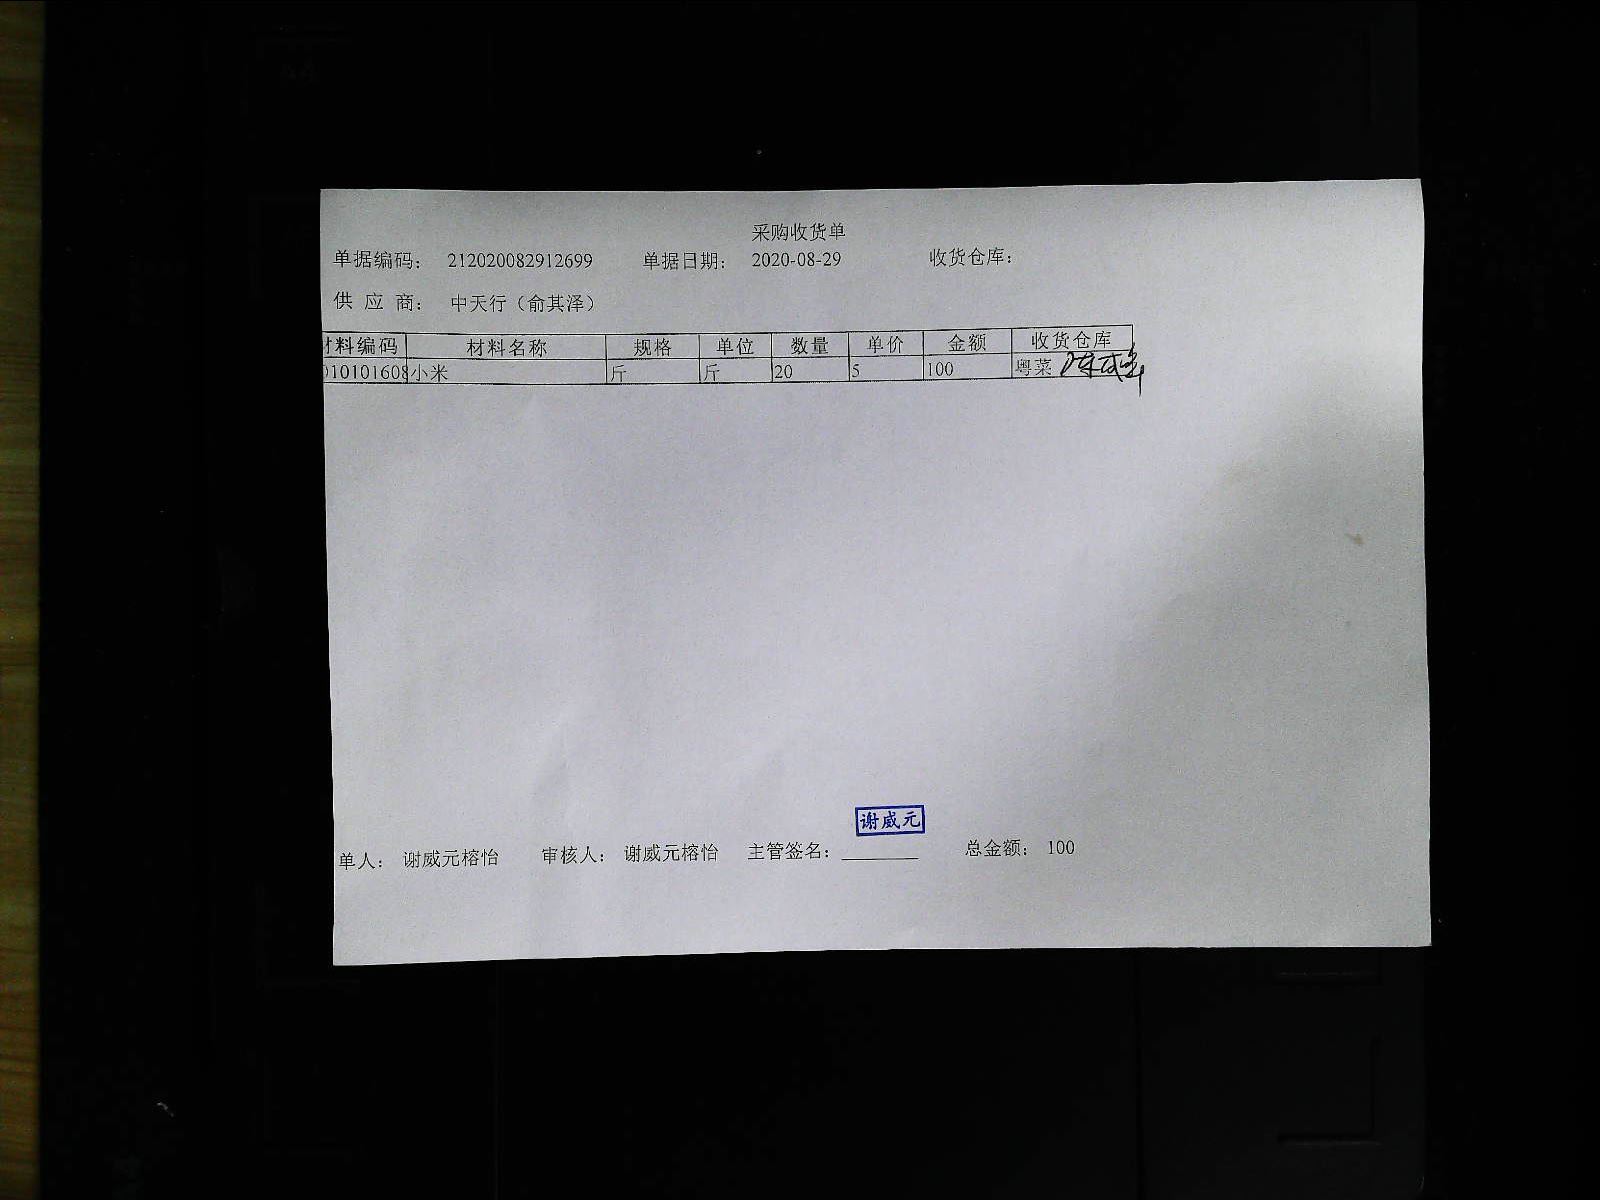 采购收货单
单据编码: 212020082912699 单据日期: 2020-08-29 收货仓库:
供 应 商: 中天行（俞其泽）
材料编码 材料名称 规格 单位 数量 单价 金额 收货仓库
010101608 小米 斤 斤 20 5 100 粤菜
谢威元
单人: 谢威元榕怡 审核人: 谢威元榕怡 主管签名: ________ 总金额: 100